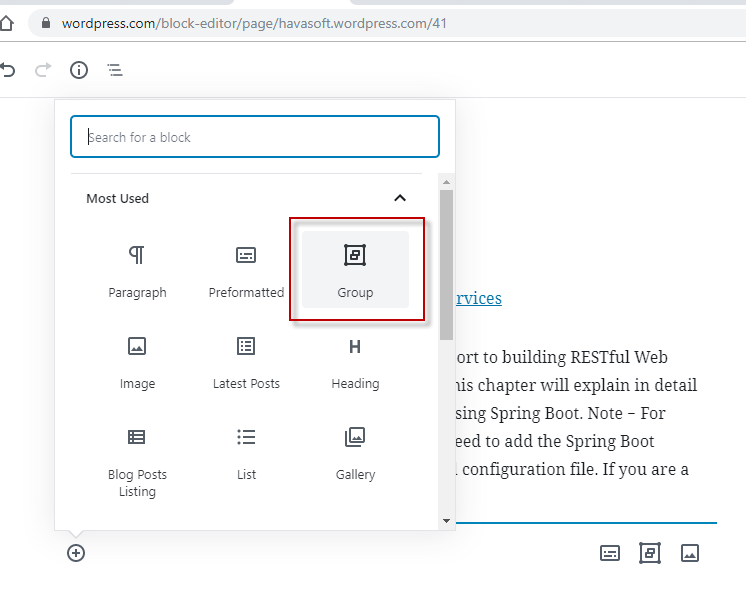 wordpress.com/block-editor/page/havasoft.wordpress.com/41
Search for a block
Most Used
Paragraph
Preformatted
Group
Image
Latest Posts
Heading
Blog Posts
Listing
List
Gallery
rvices
ort to building RESTful Web
his chapter will explain in detail
sing Spring Boot. Note – For
eed to add the Spring Boot
configuration file. If you are a